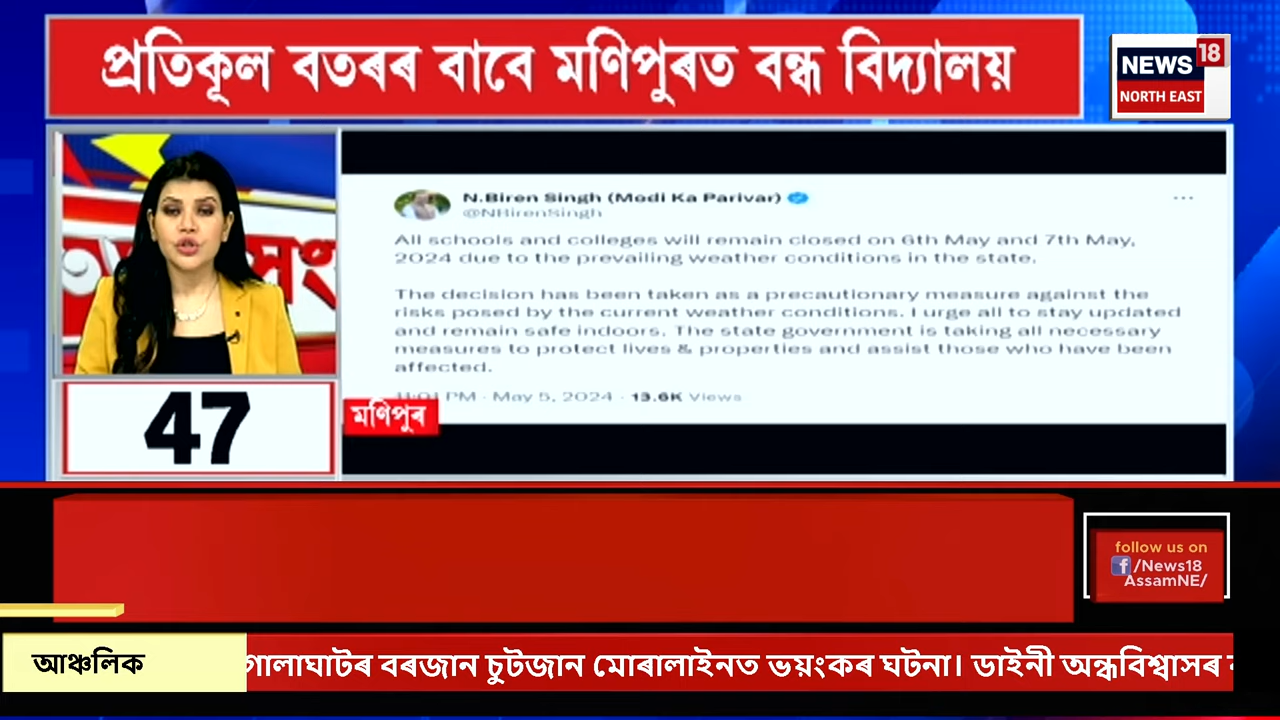 প্ৰতিকূল বতৰৰ বাবে মণিপুৰত বন্ধ বিদ্যালয়
NEWS 18
NORTH EAST
N.Biren Singh (Modi Ka Parivar)
@NBirenSingh
All schools and colleges will remain closed on 6th May and 7th May,
2024 due to the prevailing weather conditions in the state.
The decision has been taken as a precautionary measure against the
risks posed by the current weather conditions. I urge all to stay updated
and remain safe indoors. The state government is taking all necessary
measures to protect lives & properties and assist those who have been
affected.
11:01 PM · May 5, 2024 · 13.6K Views
মণিপুৰ
47
follow us on
/News18
AssamNE/
আঞ্চলিক
গোলাঘাটৰ বৰজান চুটজান মোৰালাইনত ভয়ংকৰ ঘটনা। ডাইনী অন্ধবিশ্বাসৰ